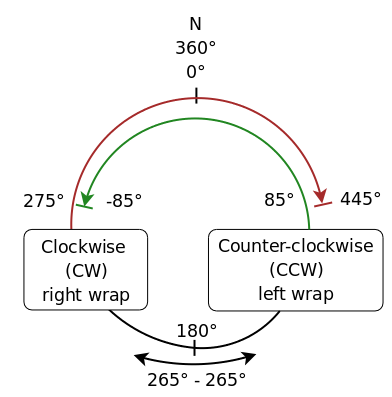 N
360°
0°
275°
-85°
85°
445°
Clockwise
(CW)
right wrap
Counter-clockwise
(CCW)
left wrap
180°
265° - 265°